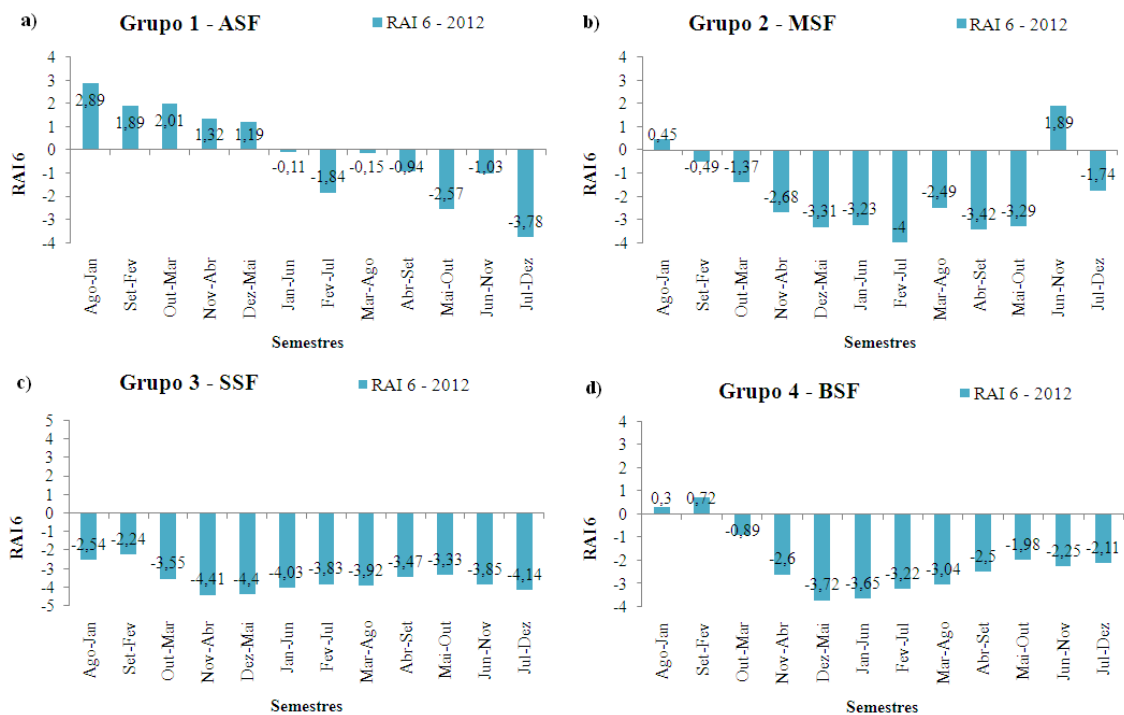 a) Grupo 1 - ASF RAI 6 - 2012
RAI6
4
3
2
1
0
-1
-2
-3
-4
2,89 1,89 2,01 1,32 1,19 -0,11 -1,84 -0,15 -0,94 -2,57 -1,03 -3,78
Ago-Jan Set-Fev Out-Mar Nov-Abr Dez-Mai Jan-Jun Fev-Jul Mar-Ago Abr-Set Mai-Out Jun-Nov Jul-Dez
Semestres
b) Grupo 2 - MSF RAI 6 - 2012
RAI6
4
3
2
1
0
-1
-2
-3
-4
0,45 -0,49 -1,37 -2,68 -3,31 -3,23 -4 -2,49 -3,42 -3,29 1,89 -1,74
Ago-Jan Set-Fev Out-Mar Nov-Abr Dez-Mai Jan-Jun Fev-Jul Mar-Ago Abr-Set Mai-Out Jun-Nov Jul-Dez
Semestres
c) Grupo 3 - SSF RAI 6 - 2012
RAI6
5
4
3
2
1
0
-1
-2
-3
-4
-5
-2,54 -2,24 -3,55 -4,41 -4,4 -4,03 -3,83 -3,92 -3,47 -3,33 -3,85 -4,14
Ago-Jan Set-Fev Out-Mar Nov-Abr Dez-Mai Jan-Jun Fev-Jul Mar-Ago Abr-Set Mai-Out Jun-Nov Jul-Dez
Semestres
d) Grupo 4 - BSF RAI 6 - 2012
RAI6
4
3
2
1
0
-1
-2
-3
-4
0,3 0,72 -0,89 -2,6 -3,72 -3,65 -3,22 -3,04 -2,5 -1,98 -2,25 -2,11
Ago-Jan Set-Fev Out-Mar Nov-Abr Dez-Mai Jan-Jun Fev-Jul Mar-Ago Abr-Set Mai-Out Jun-Nov Jul-Dez
Semestres